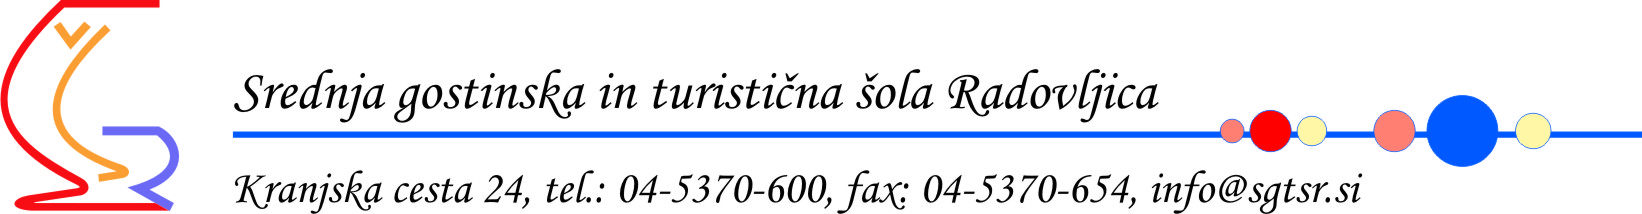 Srednja gostinska in turistična šola Radovljica
Kranjska cesta 24, tel.: 04-5370-600, fax: 04-5370-654, info@sgtsr.si